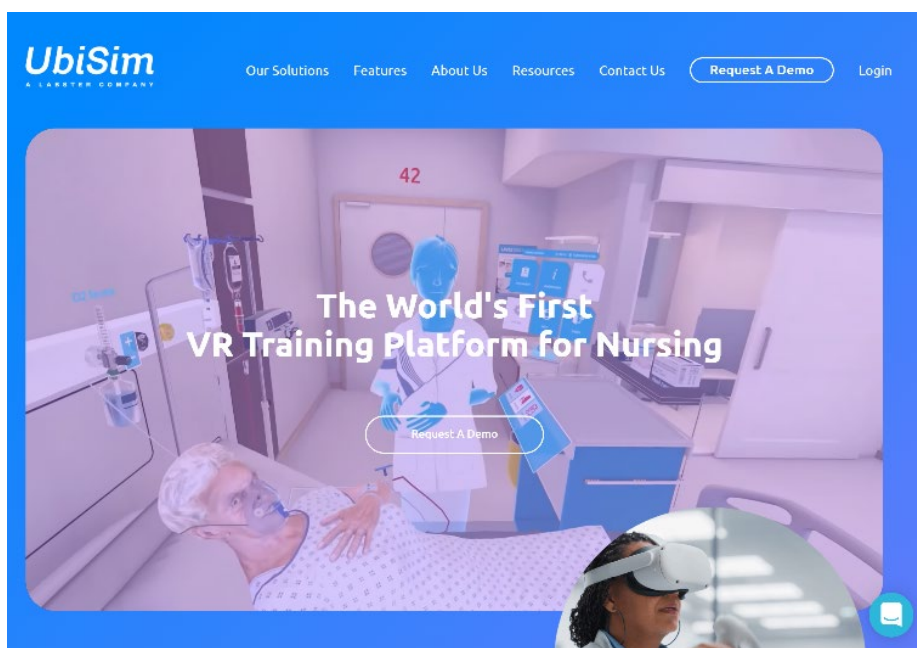 UbiSim
A LABSTER COMPANY
Our Solutions
Features
About Us
Resources
Contact Us
Request A Demo
Login
42
The World's First
VR Training Platform for Nursing
Request A Demo